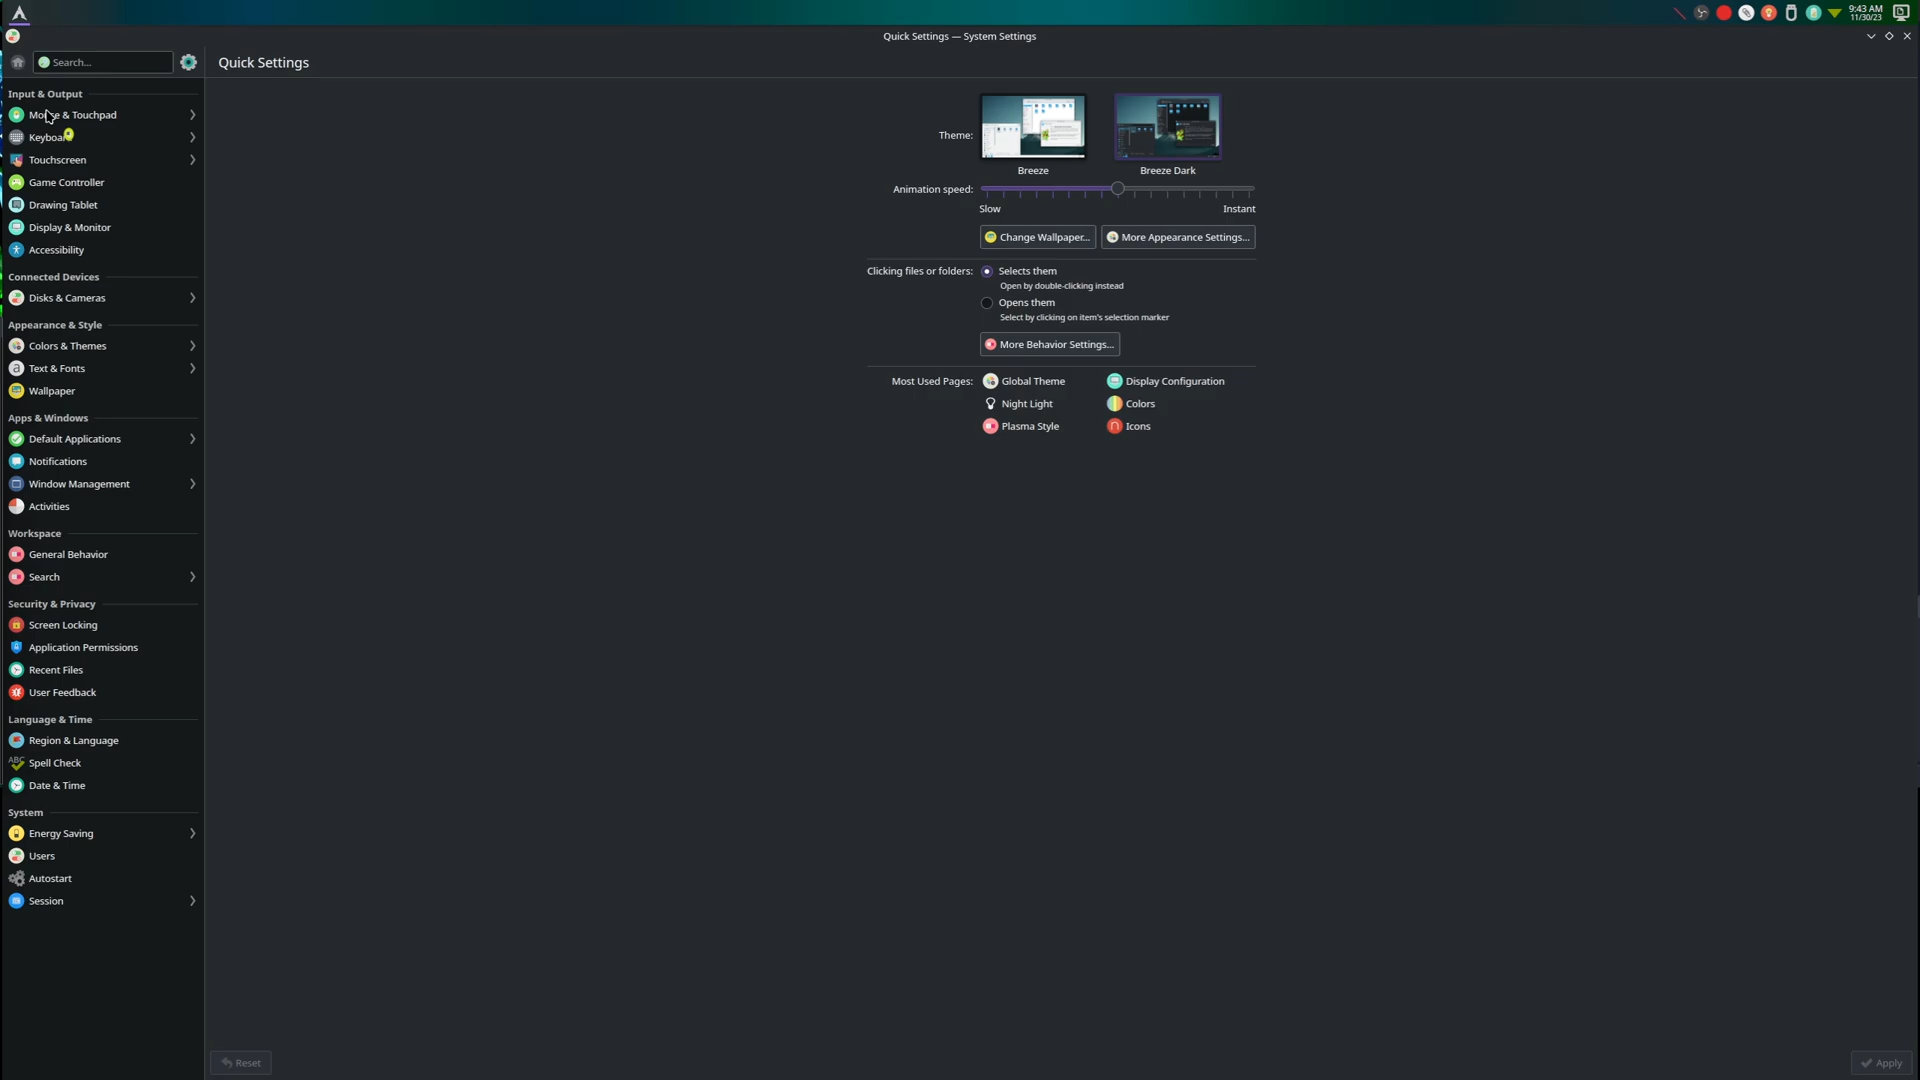 9:43 AM
11/30/23
Quick Settings — System Settings
Search...
Quick Settings
Input & Output
Mouse & Touchpad
Keyboard
Touchscreen
Game Controller
Drawing Tablet
Display & Monitor
Accessibility
Connected Devices
Disks & Cameras
Appearance & Style
Colors & Themes
Text & Fonts
Wallpaper
Apps & Windows
Default Applications
Notifications
Window Management
Activities
Workspace
General Behavior
Search
Security & Privacy
Screen Locking
Application Permissions
Recent Files
User Feedback
Language & Time
Region & Language
Spell Check
Date & Time
System
Energy Saving
Users
Autostart
Session
Theme:
Breeze
Breeze Dark
Animation speed:
Slow
Instant
Change Wallpaper...
More Appearance Settings...
Clicking files or folders:
Selects them
Open by double-clicking instead
Opens them
Select by clicking on item's selection marker
More Behavior Settings...
Most Used Pages:
Global Theme
Display Configuration
Night Light
Colors
Plasma Style
Icons
Reset
Apply